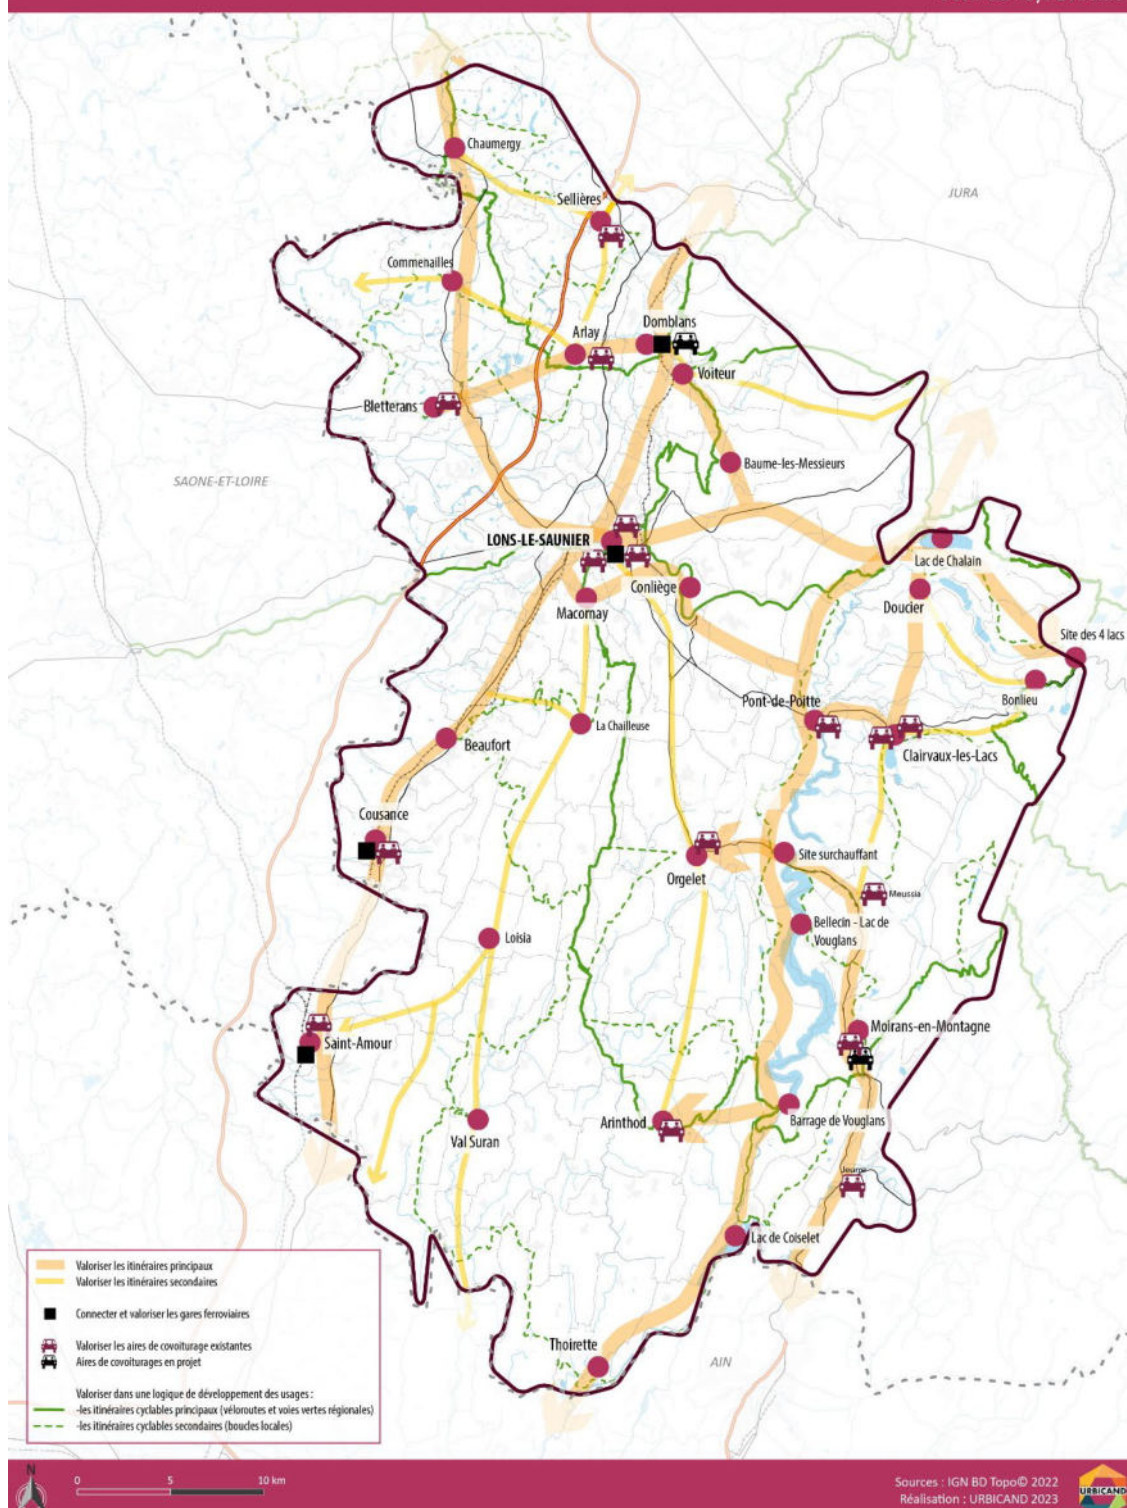 Chaumergy
JURA
Sellières
Commenailles
Arlay
Domblans
Voiteur
Bletterans
Baume-les-Messieurs
SAONE-ET-LOIRE
LONS-LE-SAUNIER
Lac de Chalain
Conliège
Doucier
Macornay
Site des 4 lacs
Bonlieu
Pont-de-Poitte
La Chailleuse
Beaufort
Clairvaux-les-Lacs
Cousance
Site surchauffant
Orgelet
Meussia
Bellecin - Lac de
Vouglans
Loisia
Moirans-en-Montagne
Saint-Amour
Barrage de Vouglans
Arinthod
Val Suran
Jeurre
Lac de Coiselet
Thoirette
AIN
Valoriser les itinéraires principaux
Valoriser les itinéraires secondaires
Connecter et valoriser les gares ferroviaires
Valoriser les aires de covoiturage existantes
Aires de covoiturages en projet
Valoriser dans une logique de développement des usages :
-les itinéraires cyclables principaux (véloroutes et voies vertes régionales)
-les itinéraires cyclables secondaires (boucles locales)
N
0 5 10 km
Sources : IGN BD Topo© 2022
Réalisation : URBICAND 2023
URBICAND